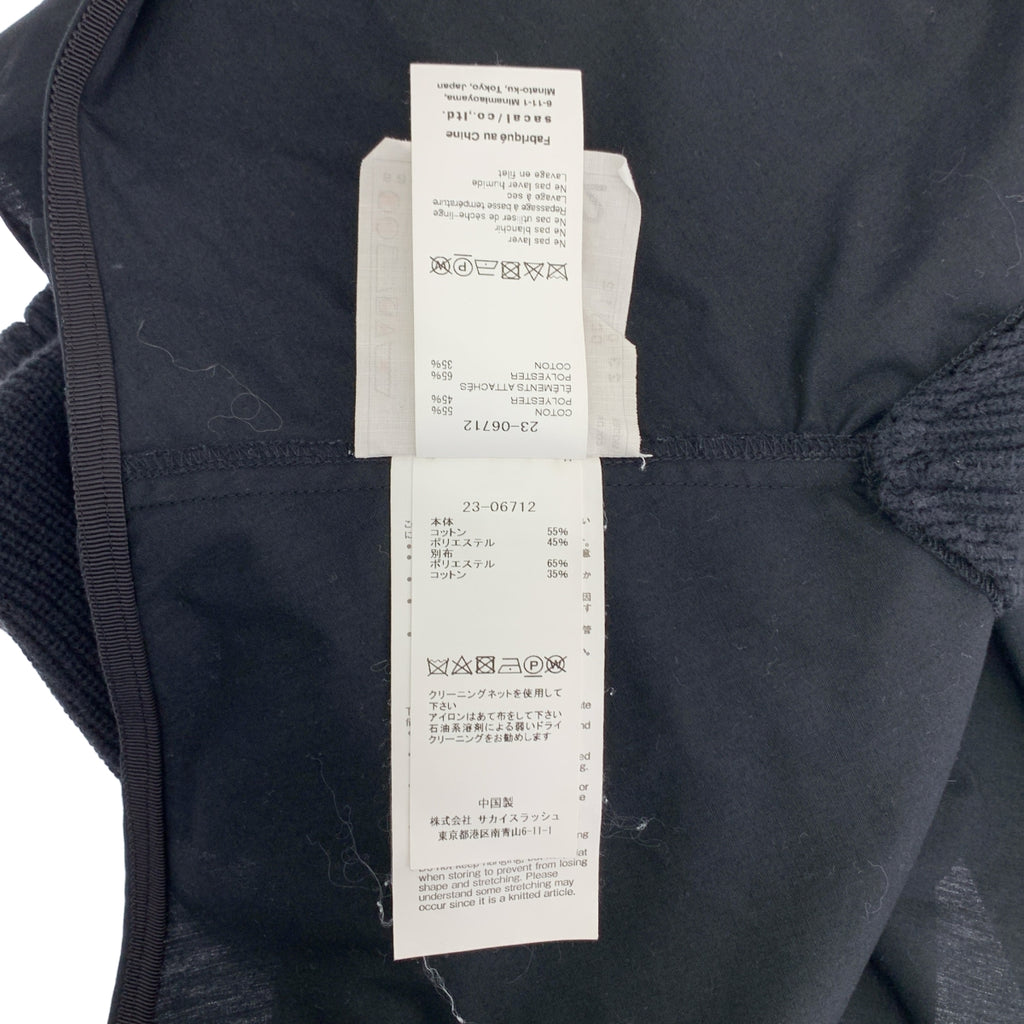 Minato-ku, Tokyo, Japan
6-11-1 Minamiaoyama,
sacai/co.,ltd.
Fabriqué au Chine
Lavage en filet
Ne pas laver humide
Lavage à sec
Repassage à basse température
Ne pas utiliser de sèche-linge
Ne pas blanchir
Ne pas laver
COTON 35%
POLYESTER 65%
ÉLÉMENTS ATTACHÉS
POLYESTER 45%
COTON 55%
23-06712
23-06712
本体
コットン 55%
ポリエステル 45%
別布
ポリエステル 65%
コットン 35%
クリーニングネットを使用して
下さい
アイロンはあて布をして下さい
石油系溶剤による弱いドライ
クリーニングをお勧めします
中国製
株式会社 サカイスラッシュ
東京都港区南青山6-11-1
when storing to prevent from losing
shape and stretching. Please
understand some stretching may
occur since it is a knitted article.